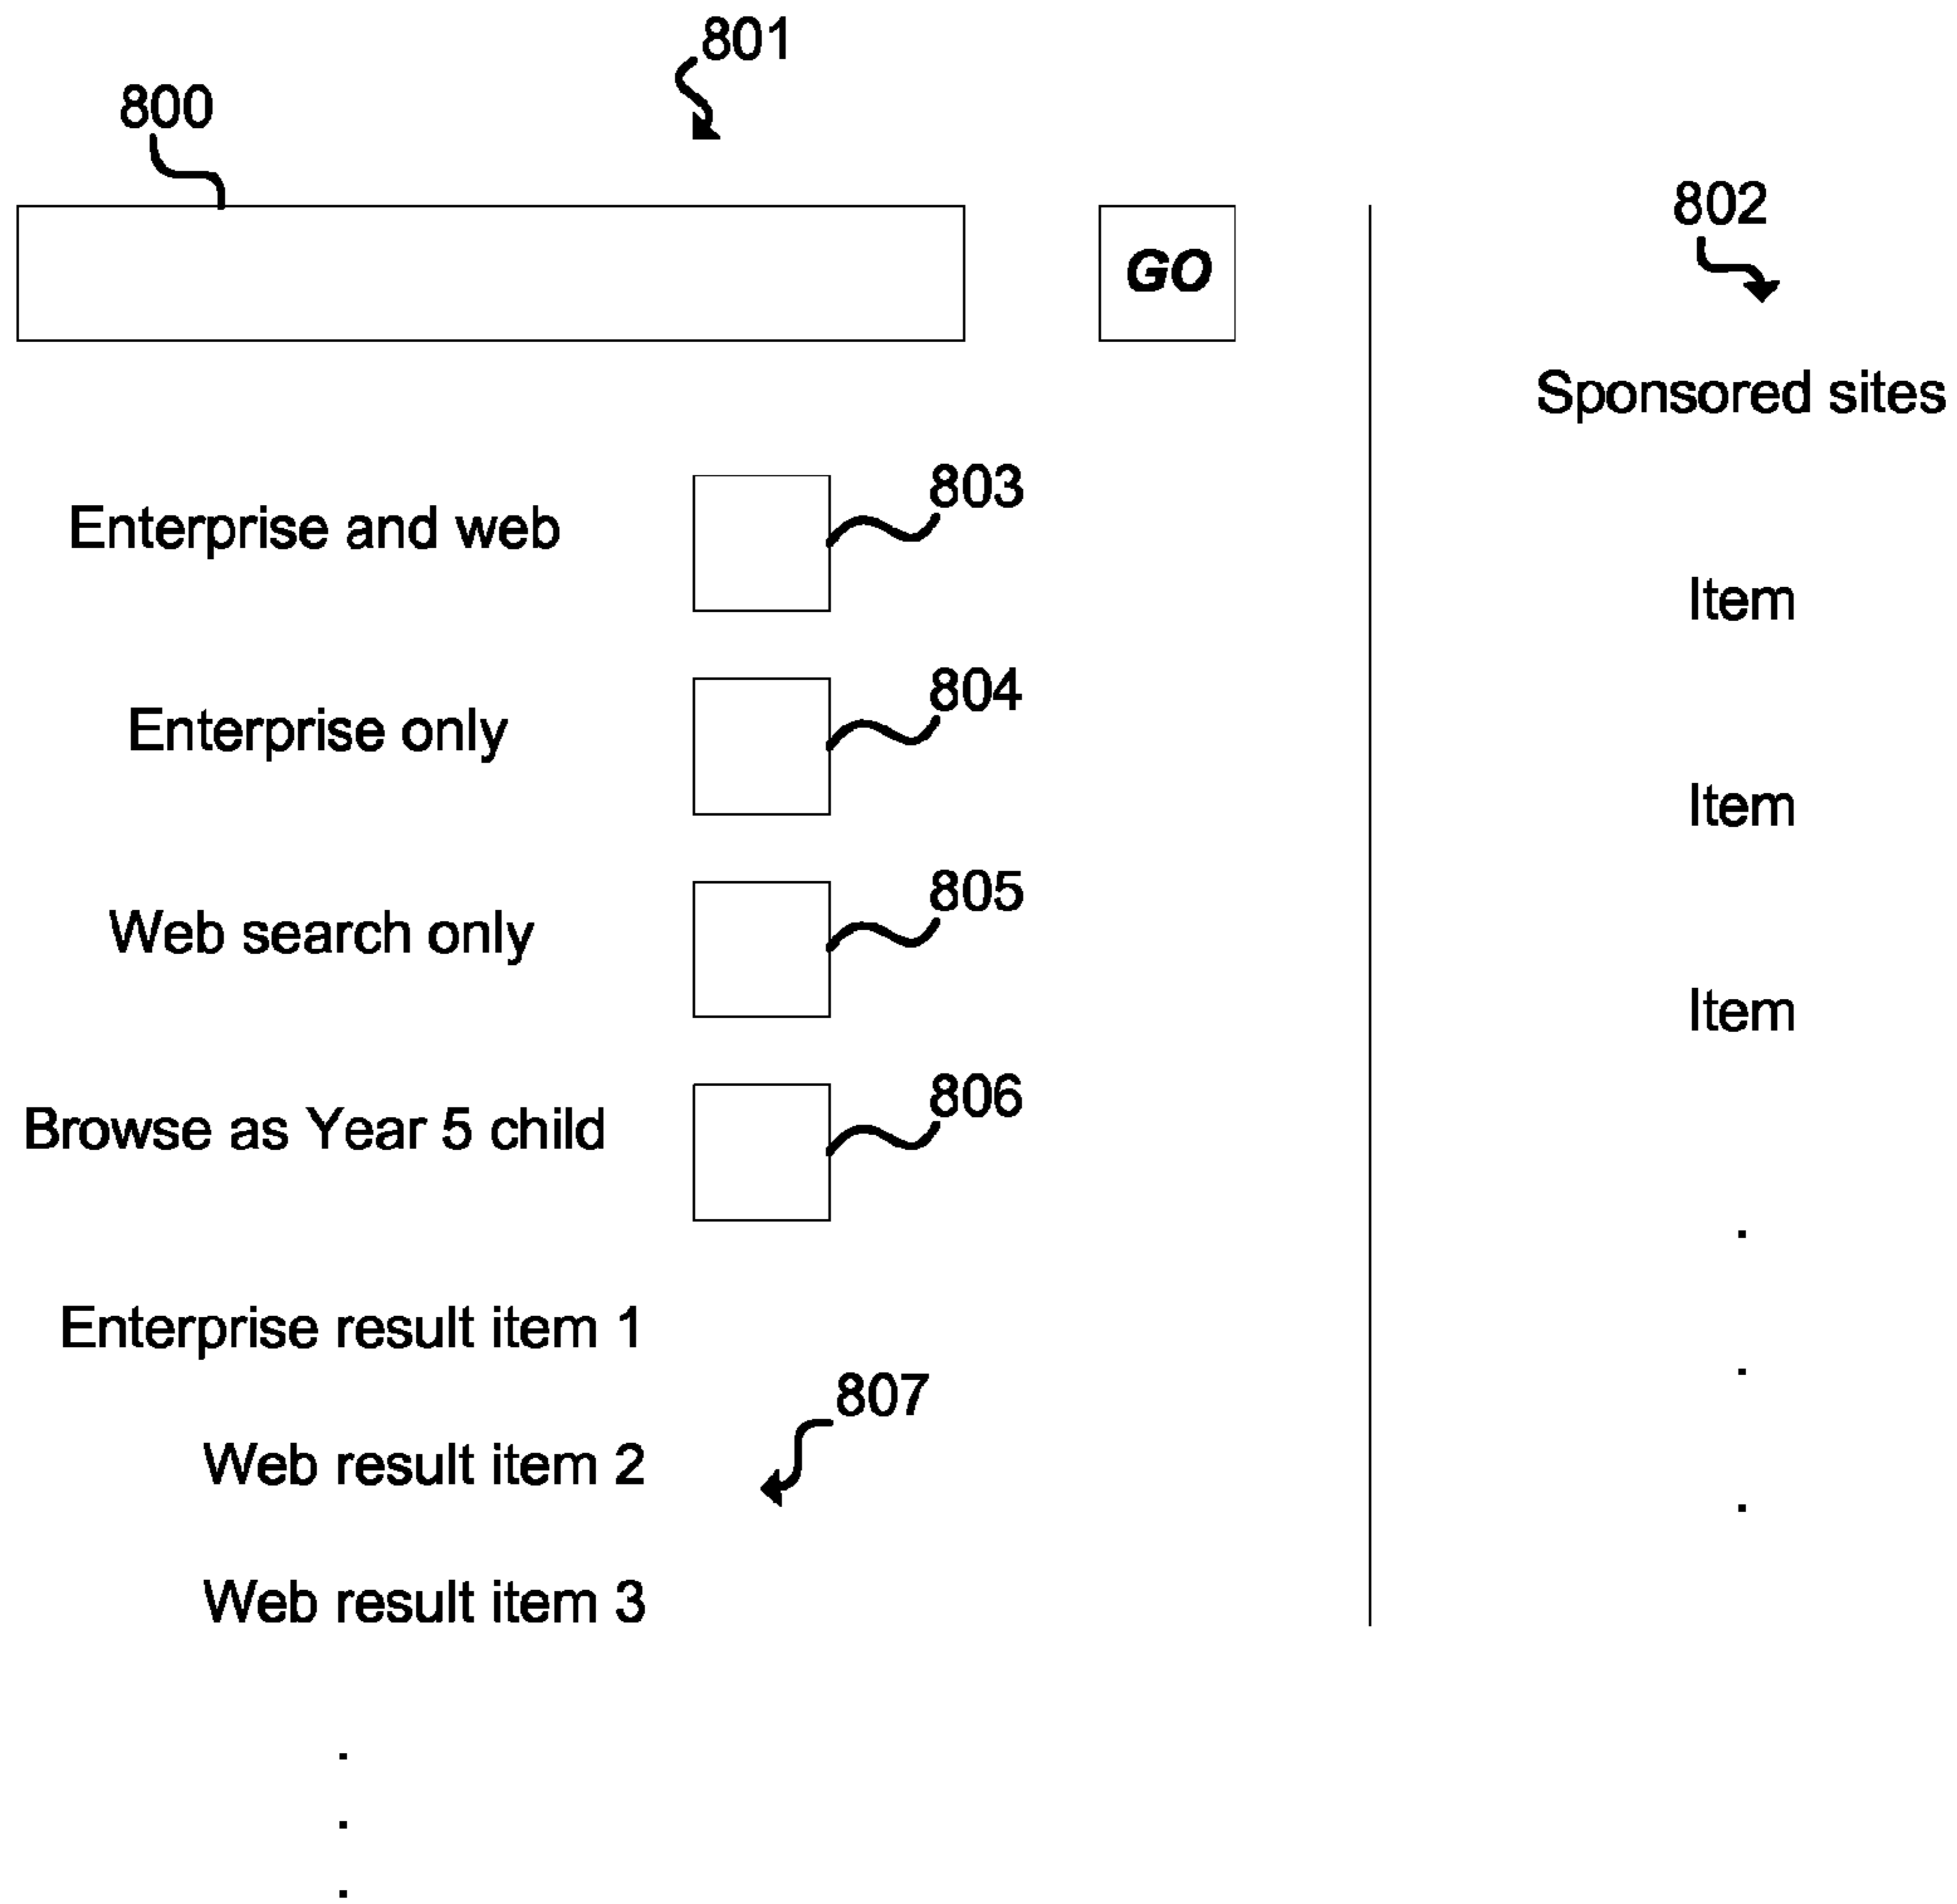 801
800
802
GO
Sponsored sites
803
Enterprise and web
Item
804
Enterprise only
Item
805
Web search only
Item
806
Browse as Year 5 child
.
Enterprise result item 1
.
807
Web result item 2
.
Web result item 3
.
.
.